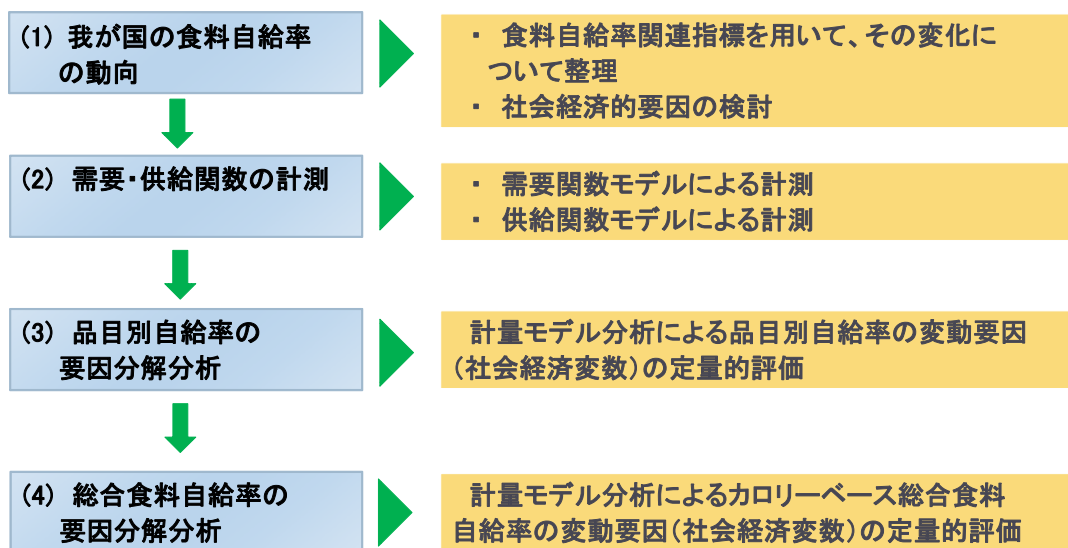 (1) 我が国の食料自給率
の動向
・ 食料自給率関連指標を用いて、その変化に
ついて整理
・ 社会経済的要因の検討
(2) 需要・供給関数の計測
・ 需要関数モデルによる計測
・ 供給関数モデルによる計測
(3) 品目別自給率の
要因分解分析
計量モデル分析による品目別自給率の変動要因
(社会経済変数)の定量的評価
(4) 総合食料自給率の
要因分解分析
計量モデル分析によるカロリーベース総合食料
自給率の変動要因(社会経済変数)の定量的評価